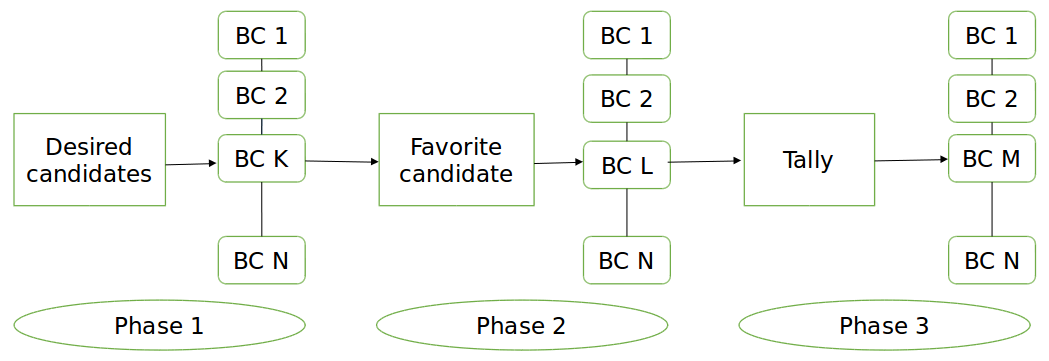 BC 1
BC 2
Desired
candidates
BC K
BC N
Phase 1
BC 1
BC 2
Favorite
candidate
BC L
BC N
Phase 2
BC 1
BC 2
Tally
BC M
BC N
Phase 3